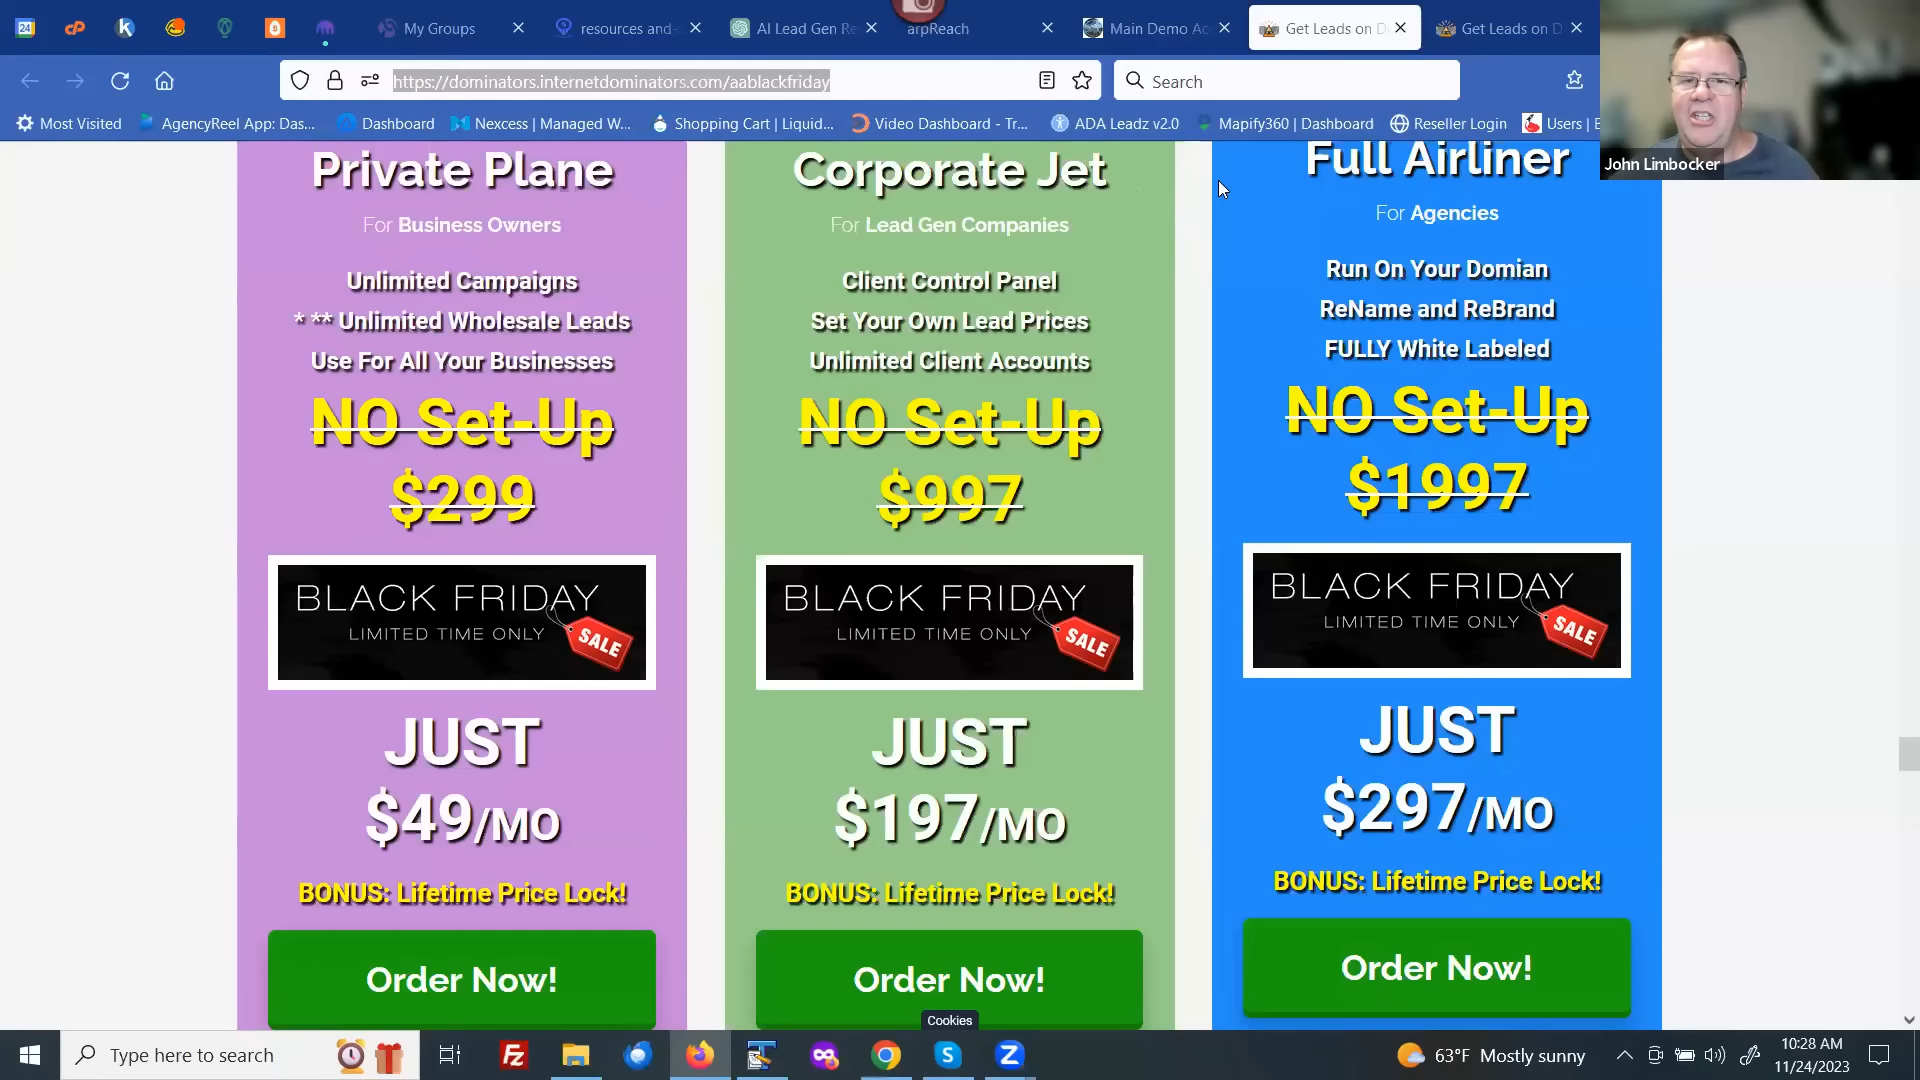 24
My Groups
resources and
AI Lead Gen Re
arpReach
Main Demo Ac
Get Leads on D
Get Leads on D
https://dominators.internetdominators.com/aablackfriday
Search
Most Visited
AgencyReel App: Das...
Dashboard
Nexcess | Managed W...
Shopping Cart | Liquid...
Video Dashboard - Tr...
ADA Leadz v2.0
Mapify360 | Dashboard
Reseller Login
Users | E
John Limbocker
Private Plane
For Business Owners
Unlimited Campaigns
* ** Unlimited Wholesale Leads
Use For All Your Businesses
NO Set-Up
$299
BLACK FRIDAY
LIMITED TIME ONLY
SALE
JUST
$49/MO
BONUS: Lifetime Price Lock!
Order Now!
Corporate Jet
For Lead Gen Companies
Client Control Panel
Set Your Own Lead Prices
Unlimited Client Accounts
NO Set-Up
$997
BLACK FRIDAY
LIMITED TIME ONLY
SALE
JUST
$197/MO
BONUS: Lifetime Price Lock!
Order Now!
Full Airliner
For Agencies
Run On Your Domian
ReName and ReBrand
FULLY White Labeled
NO Set-Up
$1997
BLACK FRIDAY
LIMITED TIME ONLY
SALE
JUST
$297/MO
BONUS: Lifetime Price Lock!
Order Now!
Cookies
Type here to search
63°F Mostly sunny
10:28 AM
11/24/2023